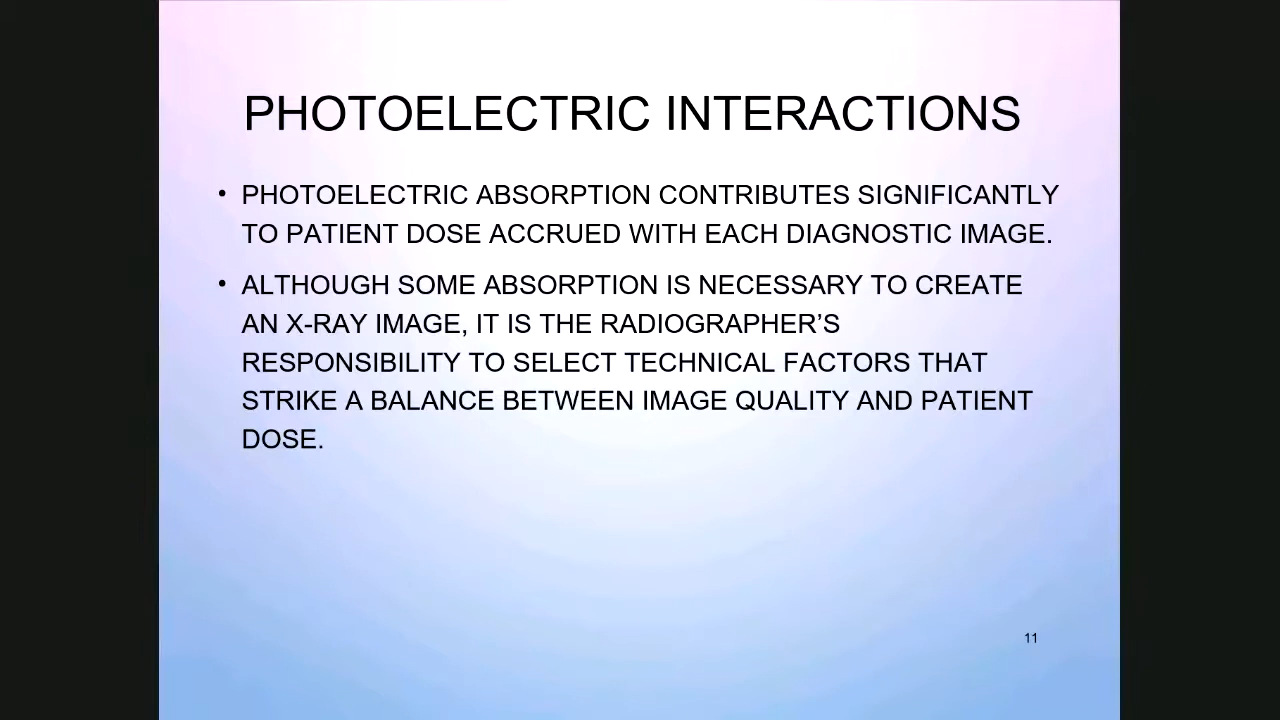 PHOTOELECTRIC INTERACTIONS
• PHOTOELECTRIC ABSORPTION CONTRIBUTES SIGNIFICANTLY
TO PATIENT DOSE ACCRUED WITH EACH DIAGNOSTIC IMAGE.
• ALTHOUGH SOME ABSORPTION IS NECESSARY TO CREATE
AN X-RAY IMAGE, IT IS THE RADIOGRAPHER’S
RESPONSIBILITY TO SELECT TECHNICAL FACTORS THAT
STRIKE A BALANCE BETWEEN IMAGE QUALITY AND PATIENT
DOSE.
11